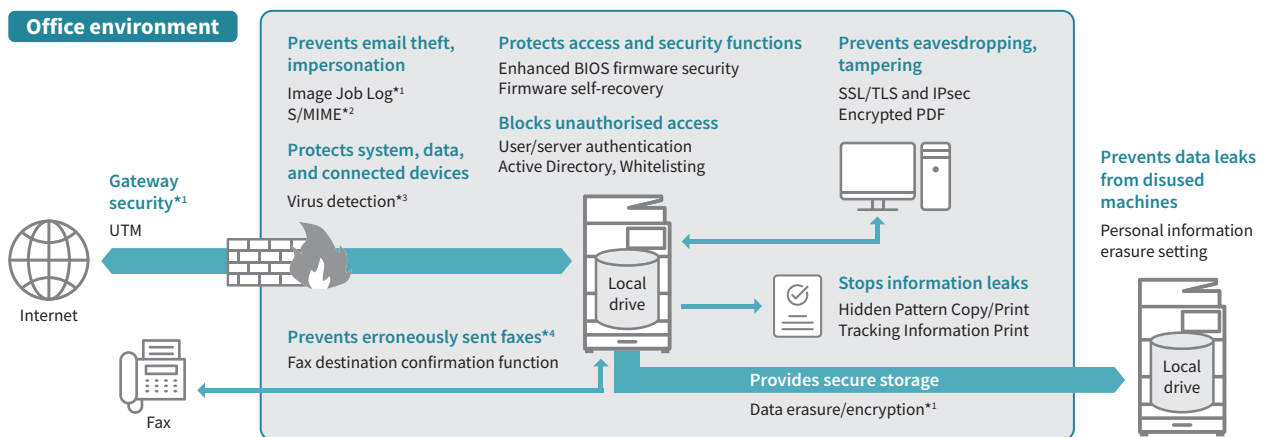 Office environment
Prevents email theft,
impersonation
Image Job Log*1
S/MIME*2
Protects system, data,
and connected devices
Virus detection*3
Protects access and security functions
Enhanced BIOS firmware security
Firmware self-recovery
Blocks unauthorised access
User/server authentication
Active Directory, Whitelisting
Prevents eavesdropping,
tampering
SSL/TLS and IPsec
Encrypted PDF
Gateway
security*1
UTM
Internet
Prevents data leaks
from disused
machines
Personal information
erasure setting
Local
drive
Stops information leaks
Hidden Pattern Copy/Print
Tracking Information Print
Prevents erroneously sent faxes*4
Fax destination confirmation function
Fax
Provides secure storage
Data erasure/encryption*1
Local
drive